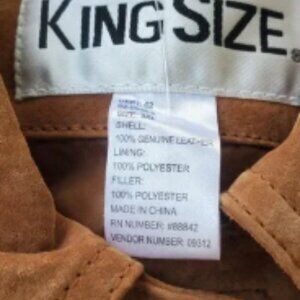 KINGSIZE®
SHELL:
100% GENUINE LEATHER
LINING:
100% POLYESTER
FILLER:
100% POLYESTER
MADE IN CHINA
RN NUMBER: #88842
VENDOR NUMBER: 09312